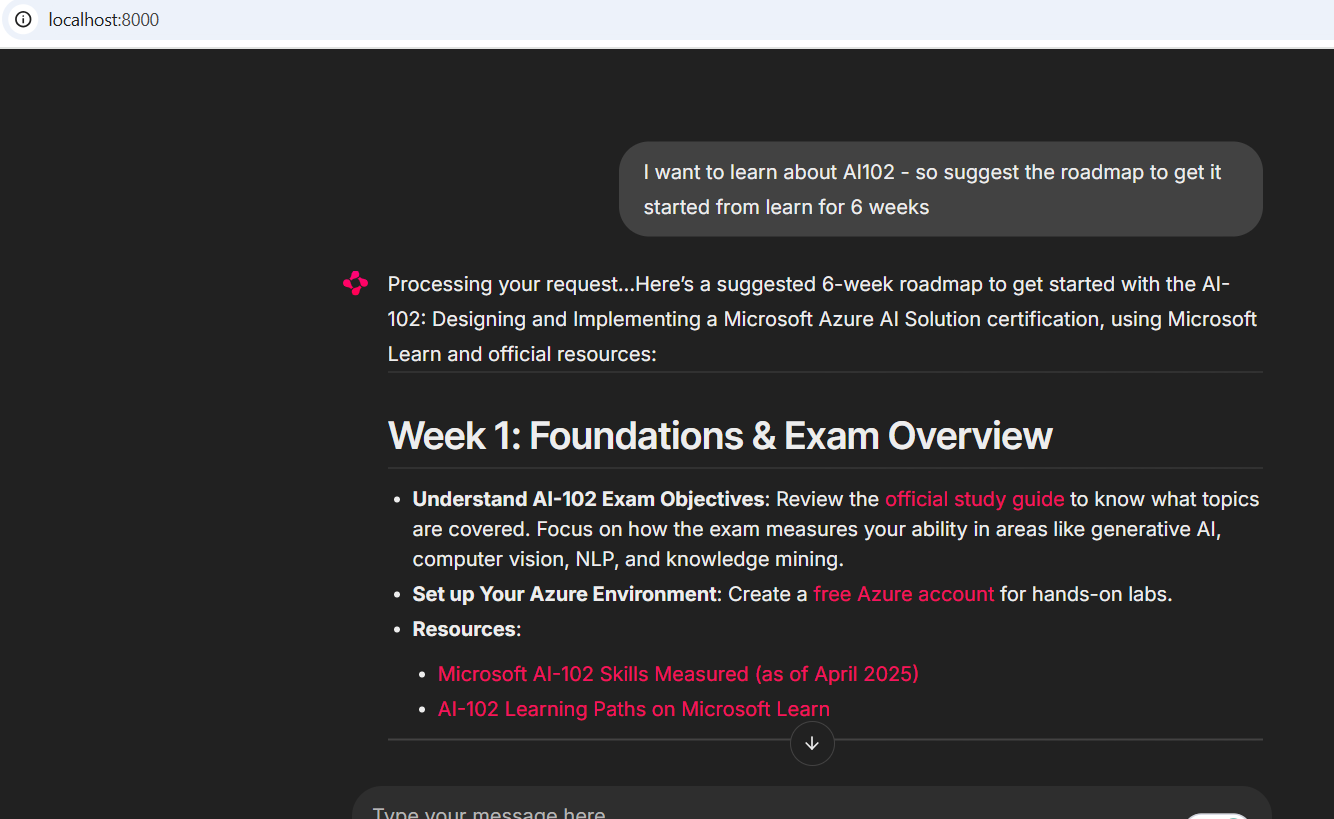 localhost:8000
I want to learn about AI102 - so suggest the roadmap to get it
started from learn for 6 weeks
Processing your request...Here’s a suggested 6-week roadmap to get started with the AI-
102: Designing and Implementing a Microsoft Azure AI Solution certification, using Microsoft
Learn and official resources:
Week 1: Foundations & Exam Overview
• Understand AI-102 Exam Objectives: Review the official study guide to know what topics
are covered. Focus on how the exam measures your ability in areas like generative AI,
computer vision, NLP, and knowledge mining.
• Set up Your Azure Environment: Create a free Azure account for hands-on labs.
• Resources:
• Microsoft AI-102 Skills Measured (as of April 2025)
• AI-102 Learning Paths on Microsoft Learn
Type your message here